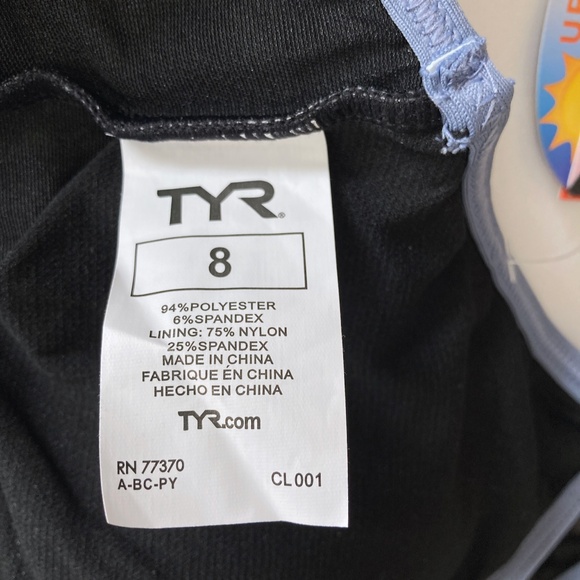 TYR®
8
94%POLYESTER
6%SPANDEX
LINING: 75% NYLON
25%SPANDEX
MADE IN CHINA
FABRIQUE ÉN CHINA
HECHO EN CHINA
TYR.com
RN 77370
A-BC-PY
CL001